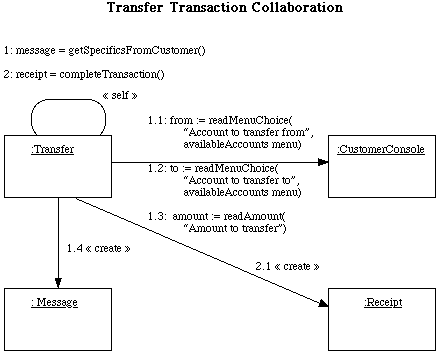 Transfer Transaction Collaboration
1: message = getSpecificsFromCustomer()
2: receipt = completeTransaction()
« self »
1.1: from := readMenuChoice(
“Account to transfer from”,
availableAccounts menu)
:Transfer
:CustomerConsole
1.2: to := readMenuChoice(
“Account to transfer to”,
availableAccounts menu)
1.3: amount := readAmount(
“Amount to transfer”)
1.4 « create »
2.1 « create »
: Message
:Receipt